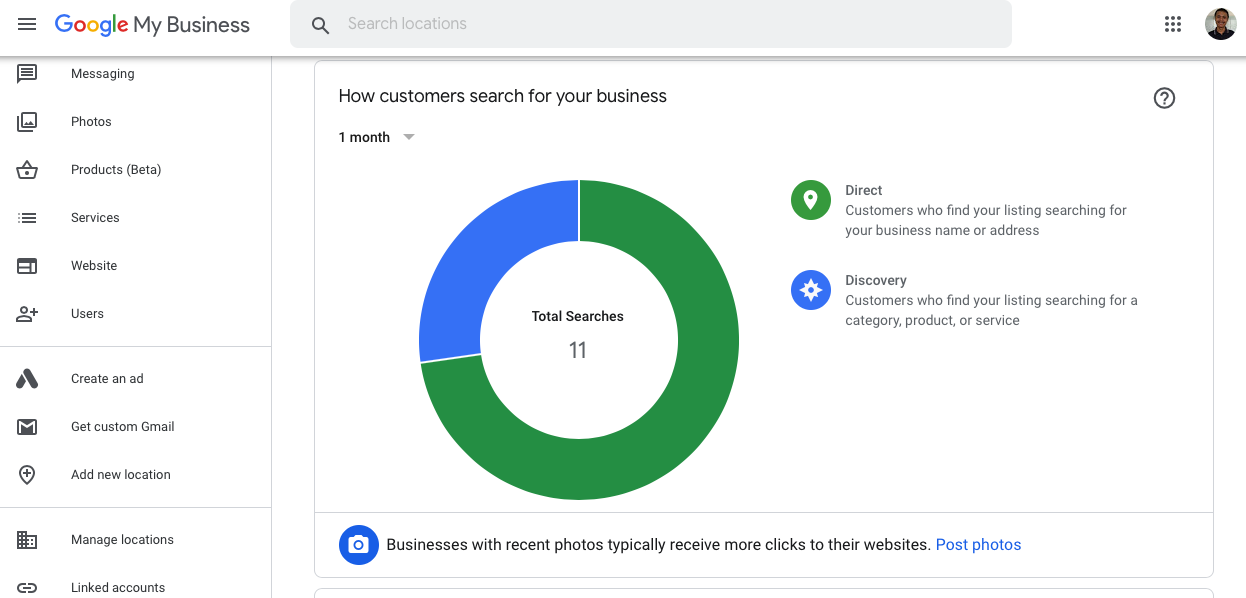 Google My Business
Search locations
Messaging
Photos
Products (Beta)
Services
Website
Users
Create an ad
Get custom Gmail
Add new location
Manage locations
Linked accounts
How customers search for your business
?
1 month
Total Searches
11
Direct
Customers who find your listing searching for
your business name or address
Discovery
Customers who find your listing searching for a
category, product, or service
Businesses with recent photos typically receive more clicks to their websites. Post photos